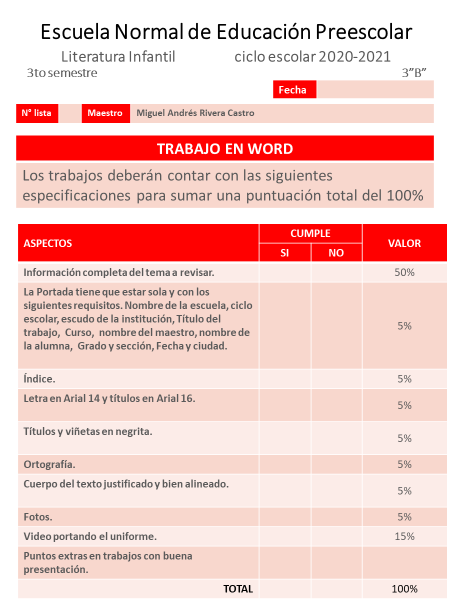 Escuela Normal de Educación Preescolar
Literatura Infantil ciclo escolar 2020-2021
3to semestre 3”B”
Fecha
N° lista Maestro Miguel Andrés Rivera Castro
TRABAJO EN WORD
Los trabajos deberán contar con las siguientes
especificaciones para sumar una puntuación total del 100%
ASPECTOS CUMPLE VALOR
SI NO
Información completa del tema a revisar. 50%
La Portada tiene que estar sola y con los
siguientes requisitos. Nombre de la escuela, ciclo
escolar, escudo de la institución, Título del
trabajo, Curso, nombre del maestro, nombre de
la alumna, Grado y sección, Fecha y ciudad. 5%
Índice. 5%
Letra en Arial 14 y títulos en Arial 16. 5%
Títulos y viñetas en negrita. 5%
Ortografía. 5%
Cuerpo del texto justificado y bien alineado. 5%
Fotos. 5%
Video portando el uniforme. 15%
Puntos extras en trabajos con buena
presentación.
TOTAL 100%